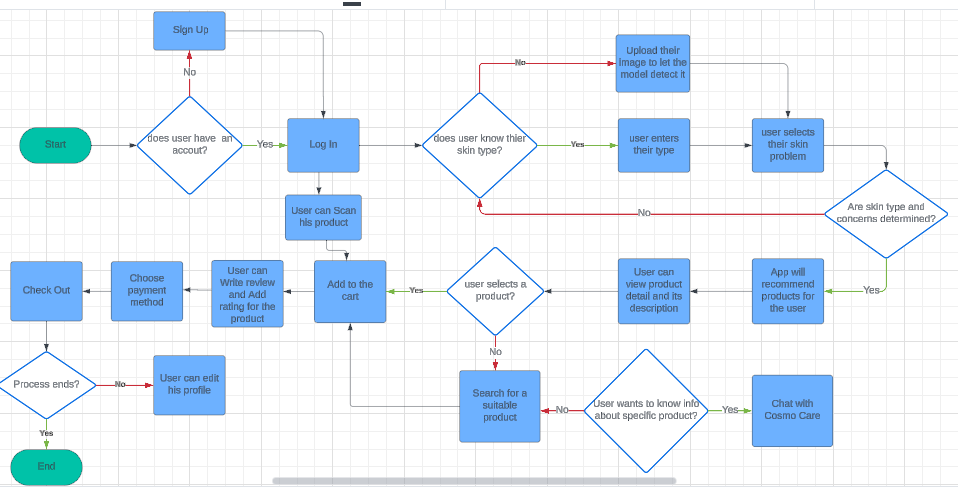 Sign Up
No
Start
does user have an
accout?
Yes
Log In
does user know thier
skin type?
No
Upload their
image to let the
model detect it
Yes
user enters
their type
user selects
their skin
problem
User can Scan
his product
No
Are skin type and
concerns determined?
Yes
Check Out
Choose
payment
method
User can
Write review
and Add
rating for the
product
Add to the
cart
Yes
user selects a
product?
User can
view product
detail and its
description
App will
recommend
products for
the user
No
Process ends?
No
User can edit
his profile
Search for a
suitable
product
No
User wants to know info
about specific product?
Yes
Chat with
Cosmo Care
Yes
End